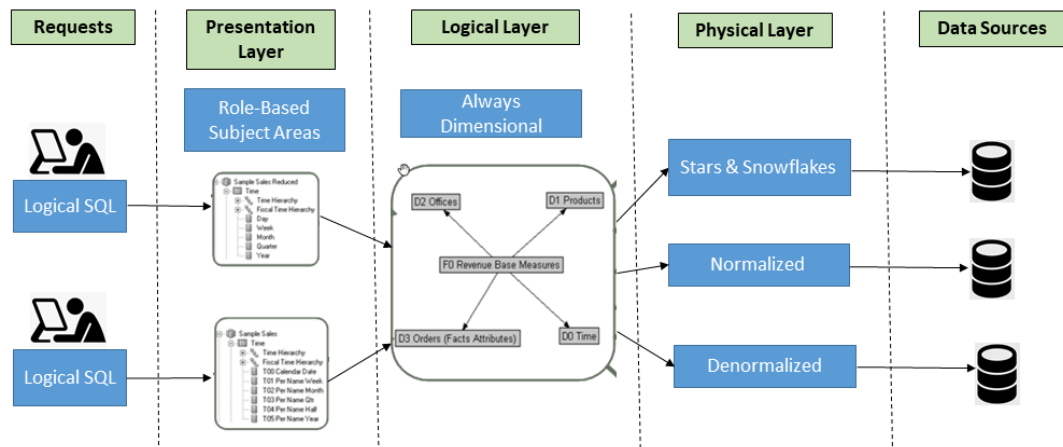 Requests
Presentation
Layer
Logical Layer
Physical Layer
Data Sources
Role-Based
Subject Areas
Always
Dimensional
Logical SQL
Sample Sales Reduced
Time
Time Hierarchy
Fiscal Time Hierarchy
Day
Week
Month
Quarter
Year
D2 Offices
D1 Products
F0 Revenue Base Measures
D3 Orders (Facts Attributes)
D0 Time
Stars & Snowflakes
Normalized
Denormalized
Logical SQL
Sample Sales
Time
Time Hierarchy
Fiscal Time Hierarchy
T00 Calendar Date
T01 Per Name Week
T02 Per Name Month
T03 Per Name Qtr
T04 Per Name Half
T05 Per Name Year